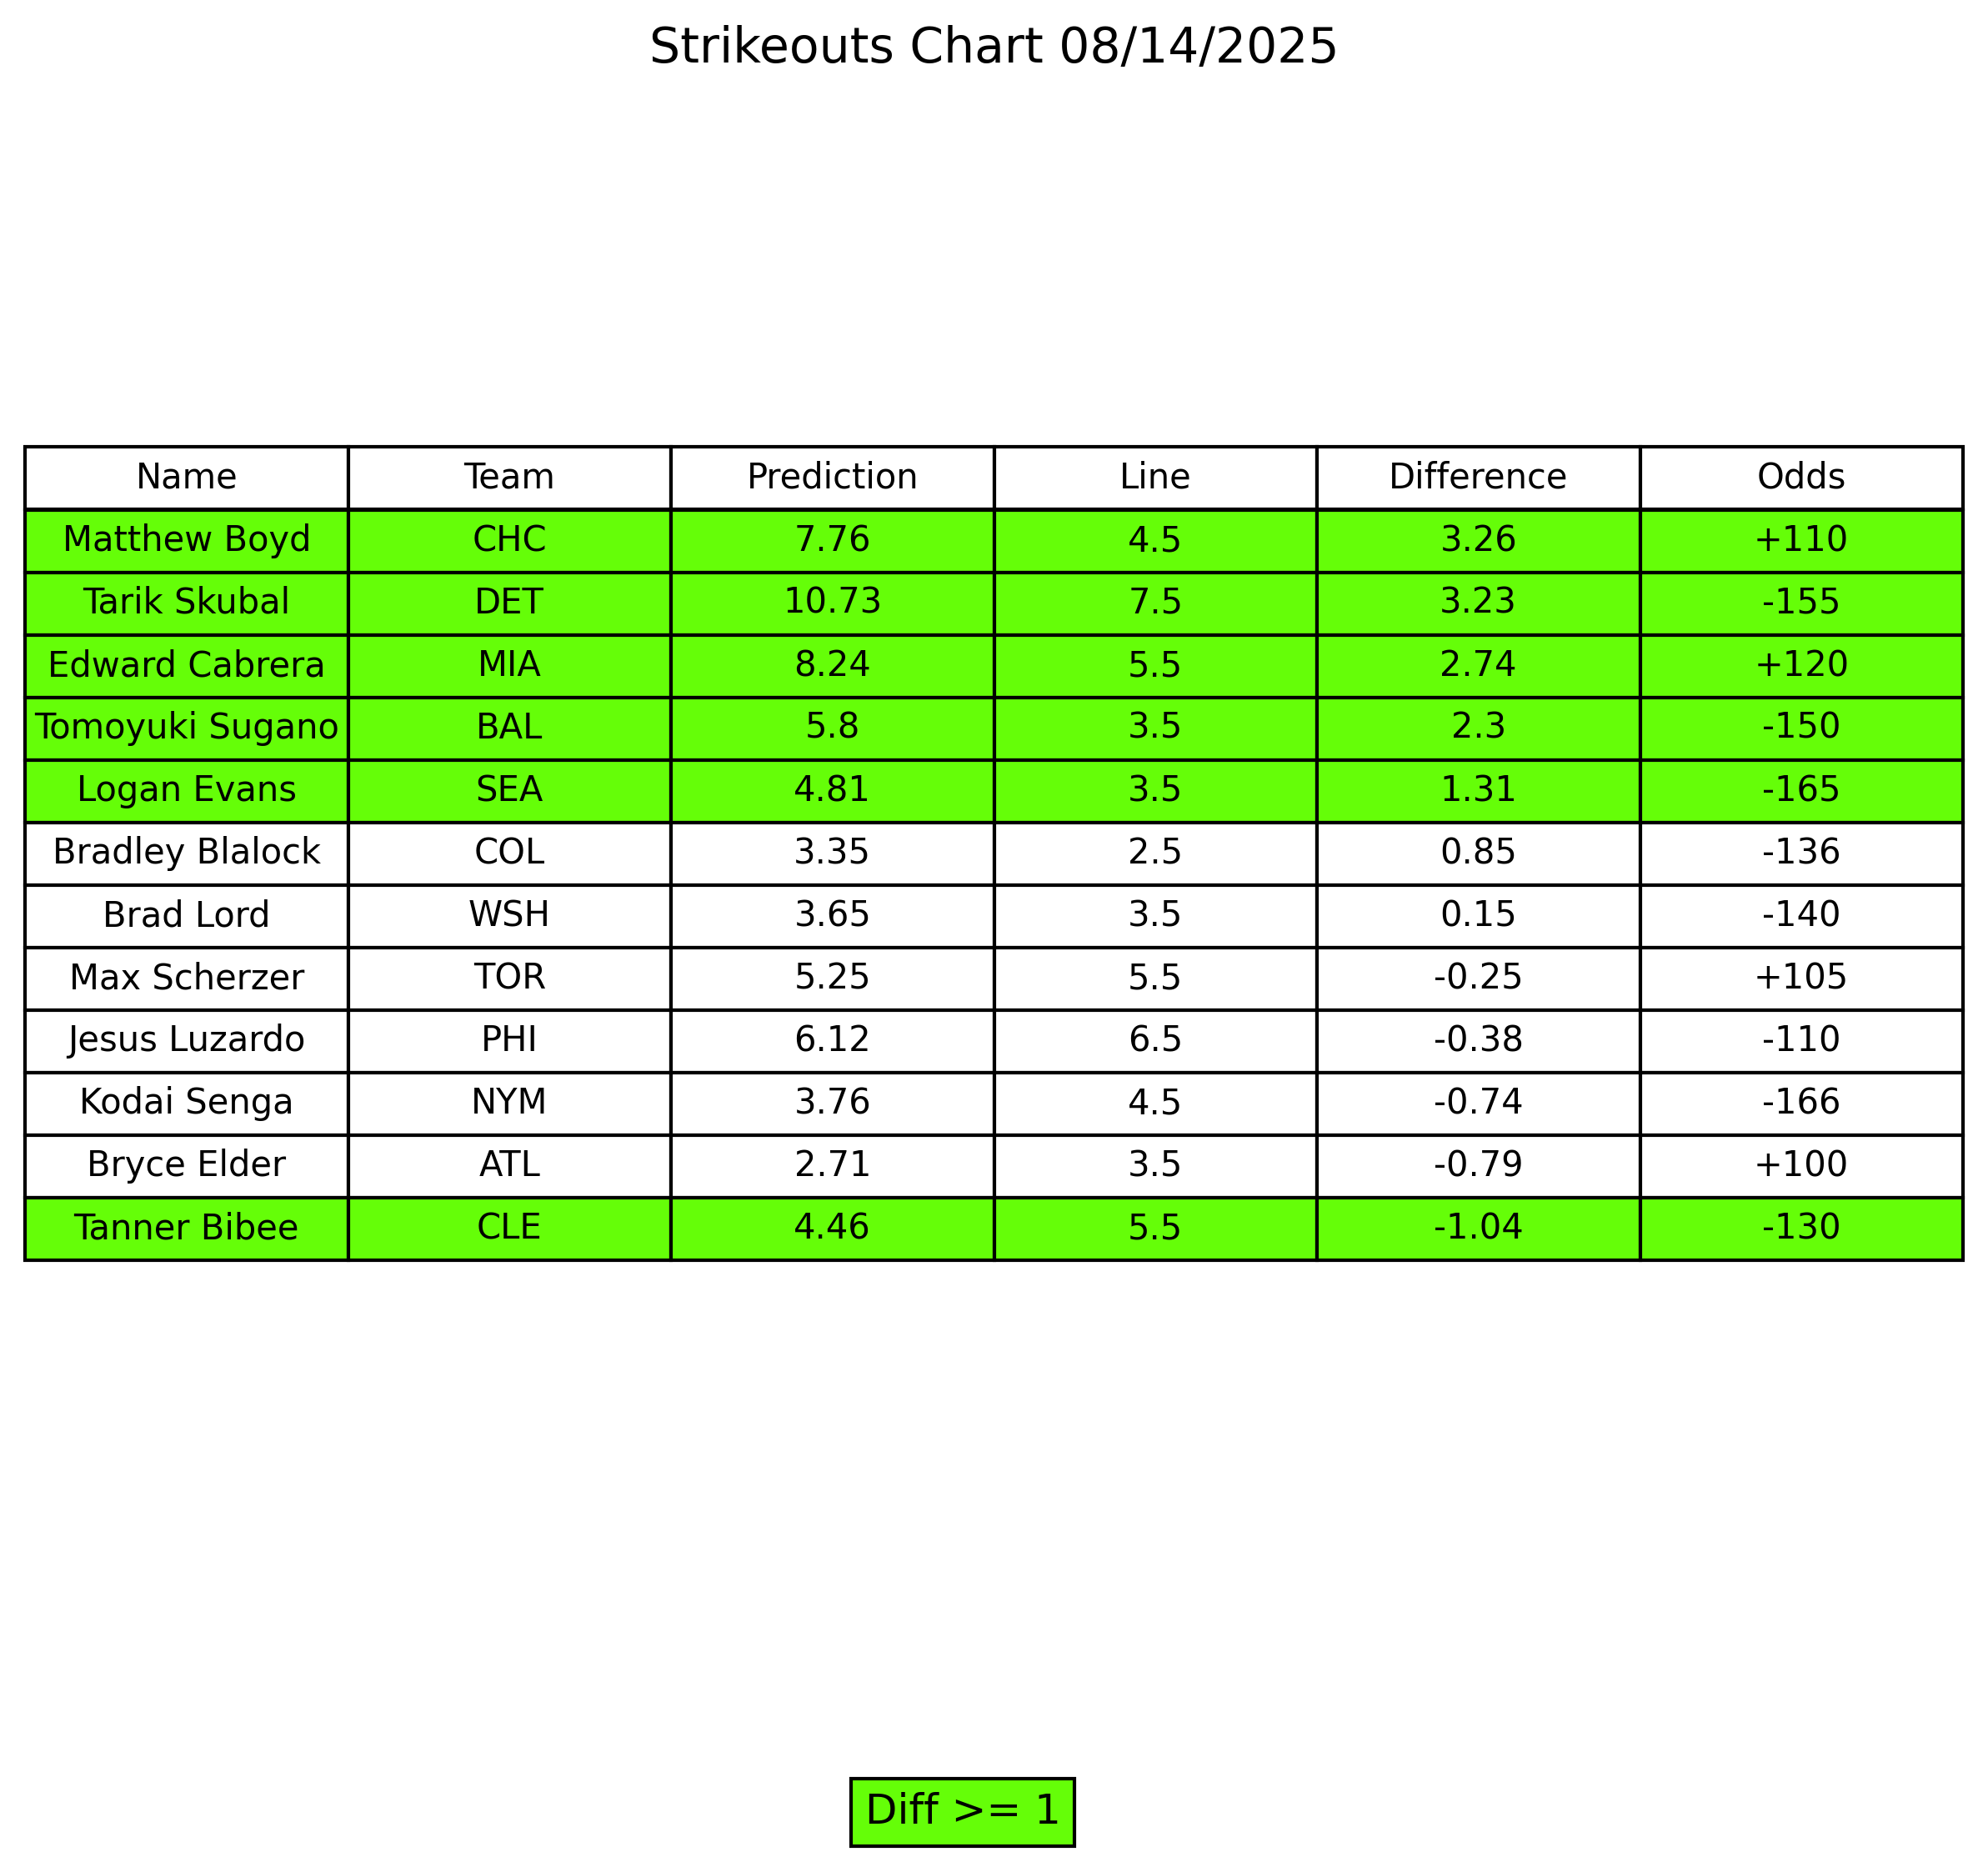 Strikeouts Chart 08/14/2025
Name Team Prediction Line Difference Odds
Matthew Boyd CHC 7.76 4.5 3.26 +110
Tarik Skubal DET 10.73 7.5 3.23 -155
Edward Cabrera MIA 8.24 5.5 2.74 +120
Tomoyuki Sugano BAL 5.8 3.5 2.3 -150
Logan Evans SEA 4.81 3.5 1.31 -165
Bradley Blalock COL 3.35 2.5 0.85 -136
Brad Lord WSH 3.65 3.5 0.15 -140
Max Scherzer TOR 5.25 5.5 -0.25 +105
Jesus Luzardo PHI 6.12 6.5 -0.38 -110
Kodai Senga NYM 3.76 4.5 -0.74 -166
Bryce Elder ATL 2.71 3.5 -0.79 +100
Tanner Bibee CLE 4.46 5.5 -1.04 -130
Diff >= 1